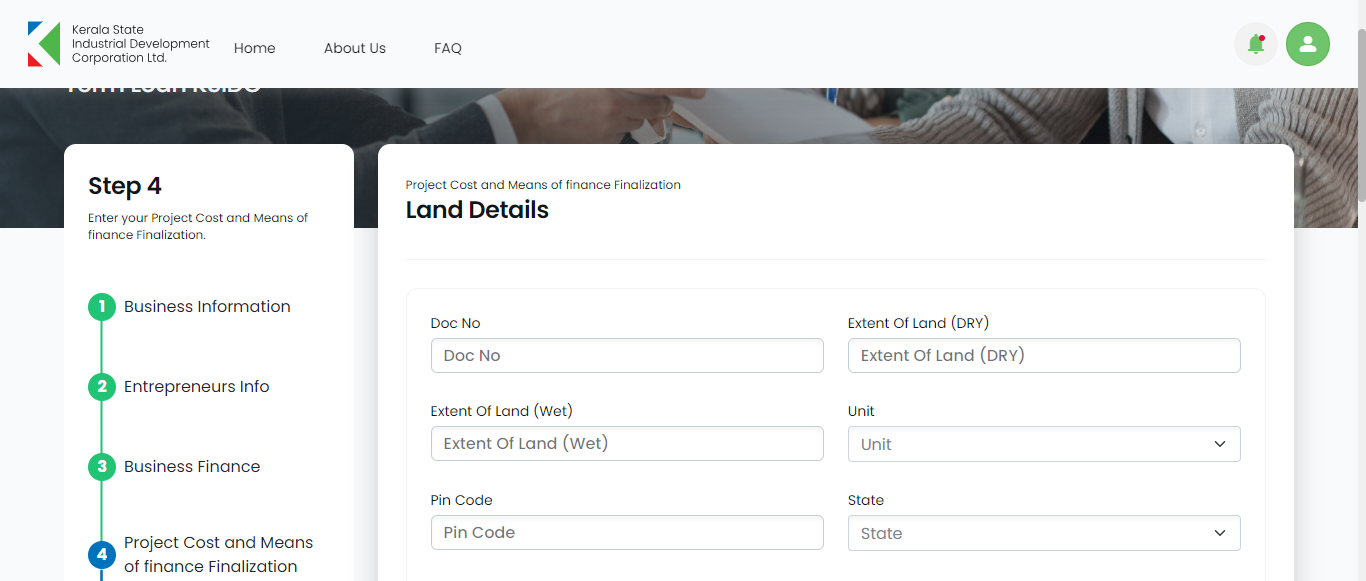 Kerala State
Industrial Development
Corporation Ltd.
Home
About Us
FAQ
Term Loan KSIDC
Step 4
Enter your Project Cost and Means of
finance Finalization.
1 Business Information
2 Entrepreneurs Info
3 Business Finance
4 Project Cost and Means
of finance Finalization
Project Cost and Means of finance Finalization
Land Details
Doc No
Doc No
Extent Of Land (DRY)
Extent Of Land (DRY)
Extent Of Land (Wet)
Extent Of Land (Wet)
Unit
Unit
Pin Code
Pin Code
State
State